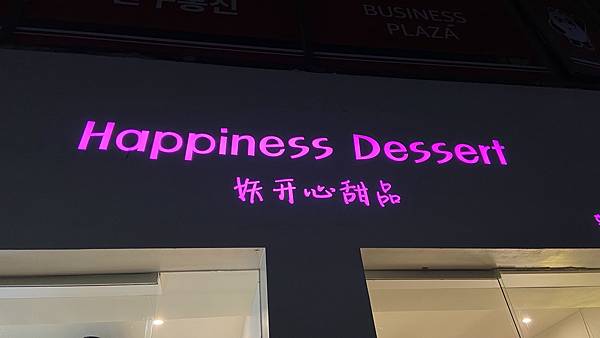 BUSINESS
PLAZA
Happiness Dessert
妖开心甜品